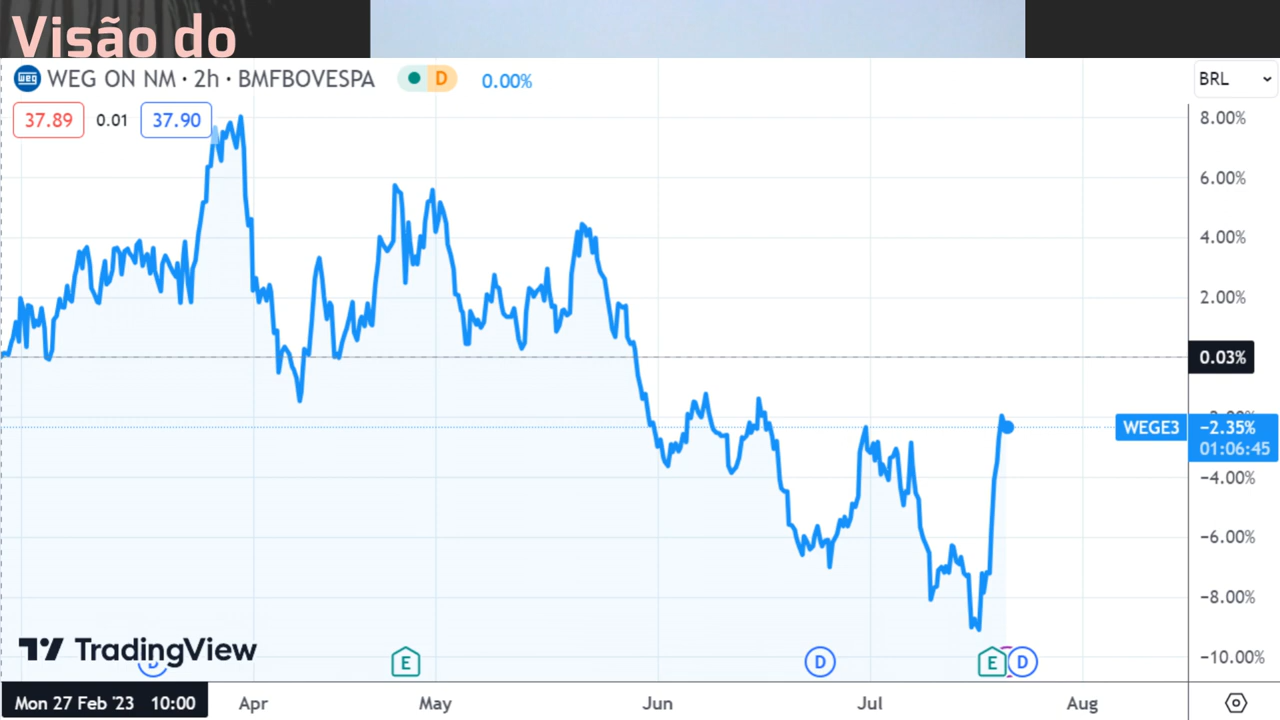 Visão do
WEG ON NM · 2h · BMFBOVESPA D 0.00% BRL
37.89 0.01 37.90
8.00%
6.00%
4.00%
2.00%
0.03%
WEGE3 −2.35%
01:06:45
−4.00%
−6.00%
−8.00%
−10.00%
TradingView
D E D E D
Mon 27 Feb '23 10:00 Apr May Jun Jul Aug